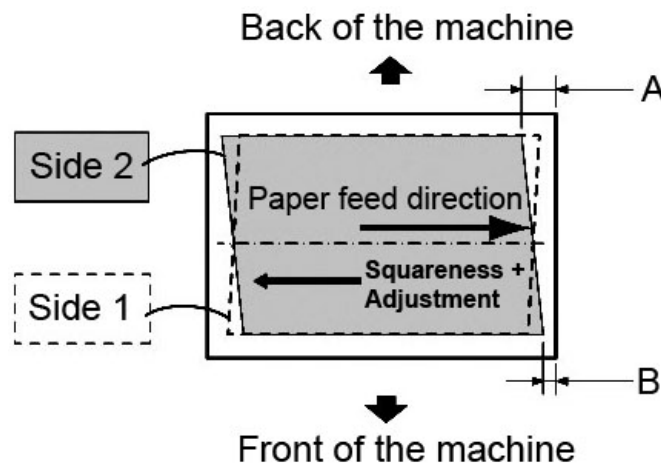 Back of the machine
A
Side 2
Paper feed direction
Squareness +
Adjustment
Side 1
B
Front of the machine